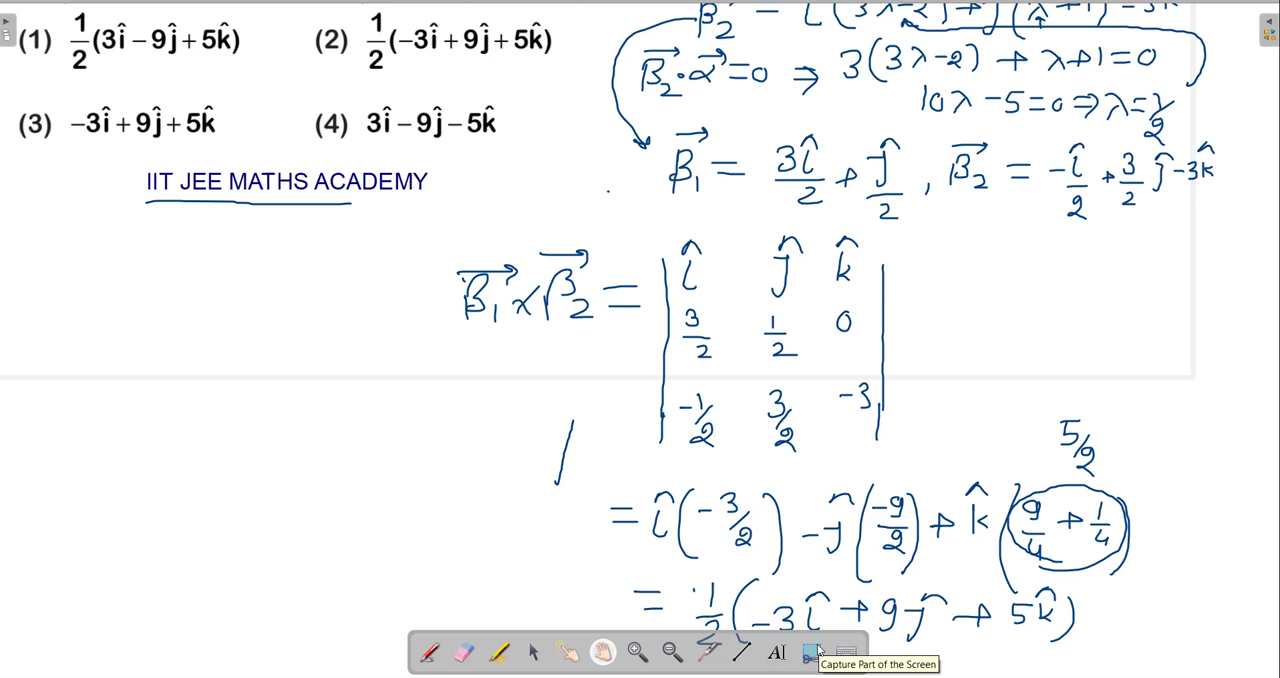 (1) 1/2(3î − 9ĵ + 5k̂) (2) 1/2(−3î + 9ĵ + 5k̂)
(3) −3î + 9ĵ + 5k̂ (4) 3î − 9ĵ − 5k̂
IIT JEE MATHS ACADEMY
β₂·α = 0 ⇒ 3(3λ−2) + λ+1 = 0
10λ − 5 = 0 ⇒ λ = 1/2
β₁ = 3î/2 + ĵ/2 , β₂ = −î/2 + 3/2 ĵ − 3k̂
β₁ × β₂ = | î ĵ k̂
3/2 1/2 0
−1/2 3/2 −3 |
5/2
= î(−3/2) − ĵ(−9/2) + k̂(9/4 + 1/4)
= 1/2(−3î + 9ĵ + 5k̂)
Capture Part of the Screen